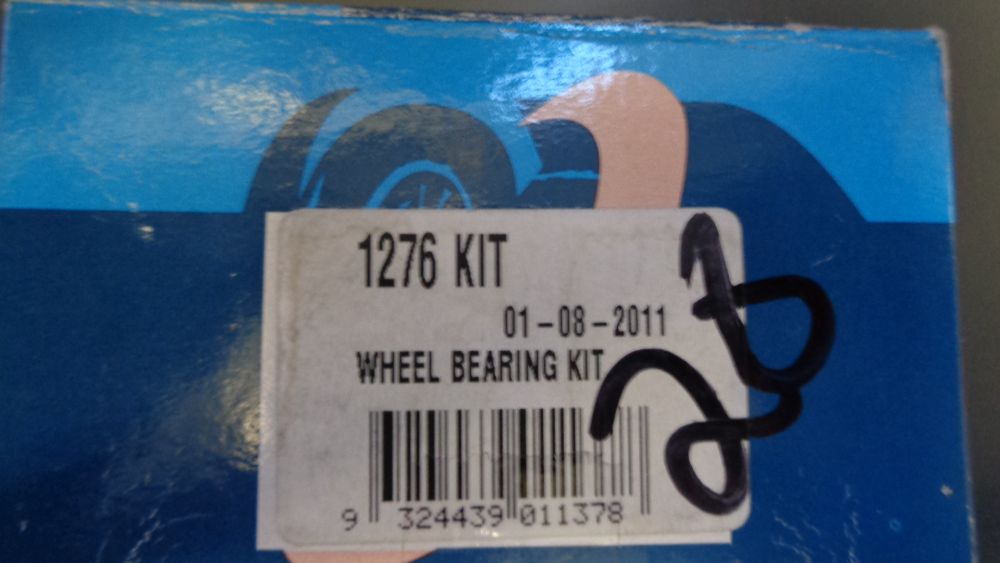 1276 KIT
01-08-2011
WHEEL BEARING KIT
9 324439 011378